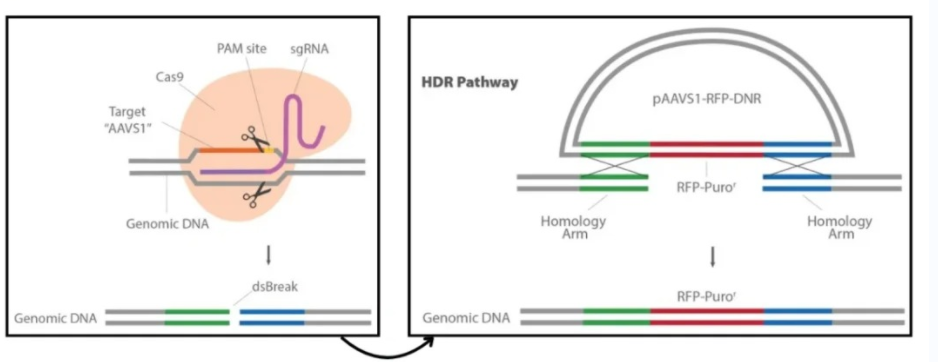 PAM site
sgRNA
Cas9
Target
"AAVS1"
Genomic DNA
dsBreak
Genomic DNA
HDR Pathway
pAAVS1-RFP-DNR
RFP-Puroʳ
Homology
Arm
Homology
Arm
RFP-Puroʳ
Genomic DNA